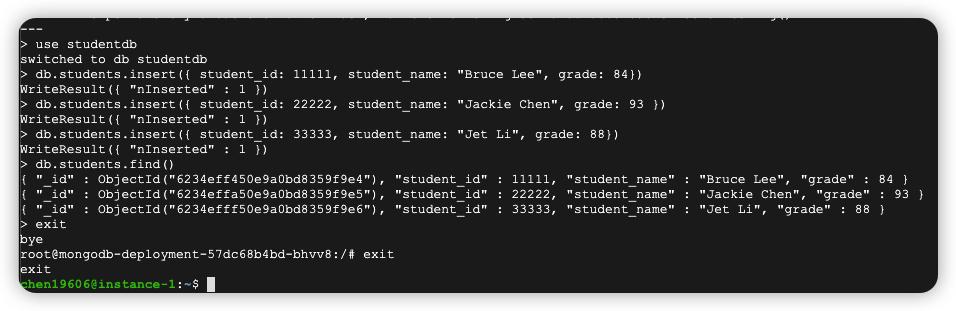 ---
> use studentdb
switched to db studentdb
> db.students.insert({ student_id: 11111, student_name: "Bruce Lee", grade: 84})
WriteResult({ "nInserted" : 1 })
> db.students.insert({ student_id: 22222, student_name: "Jackie Chen", grade: 93 })
WriteResult({ "nInserted" : 1 })
> db.students.insert({ student_id: 33333, student_name: "Jet Li", grade: 88})
WriteResult({ "nInserted" : 1 })
> db.students.find()
{ "_id" : ObjectId("6234eff450e9a0bd8359f9e4"), "student_id" : 11111, "student_name" : "Bruce Lee", "grade" : 84 }
{ "_id" : ObjectId("6234effa50e9a0bd8359f9e5"), "student_id" : 22222, "student_name" : "Jackie Chen", "grade" : 93 }
{ "_id" : ObjectId("6234efff50e9a0bd8359f9e6"), "student_id" : 33333, "student_name" : "Jet Li", "grade" : 88 }
> exit
bye
root@mongodb-deployment-57dc68b4bd-bhvv8:/# exit
exit
chen19606@instance-1:~$